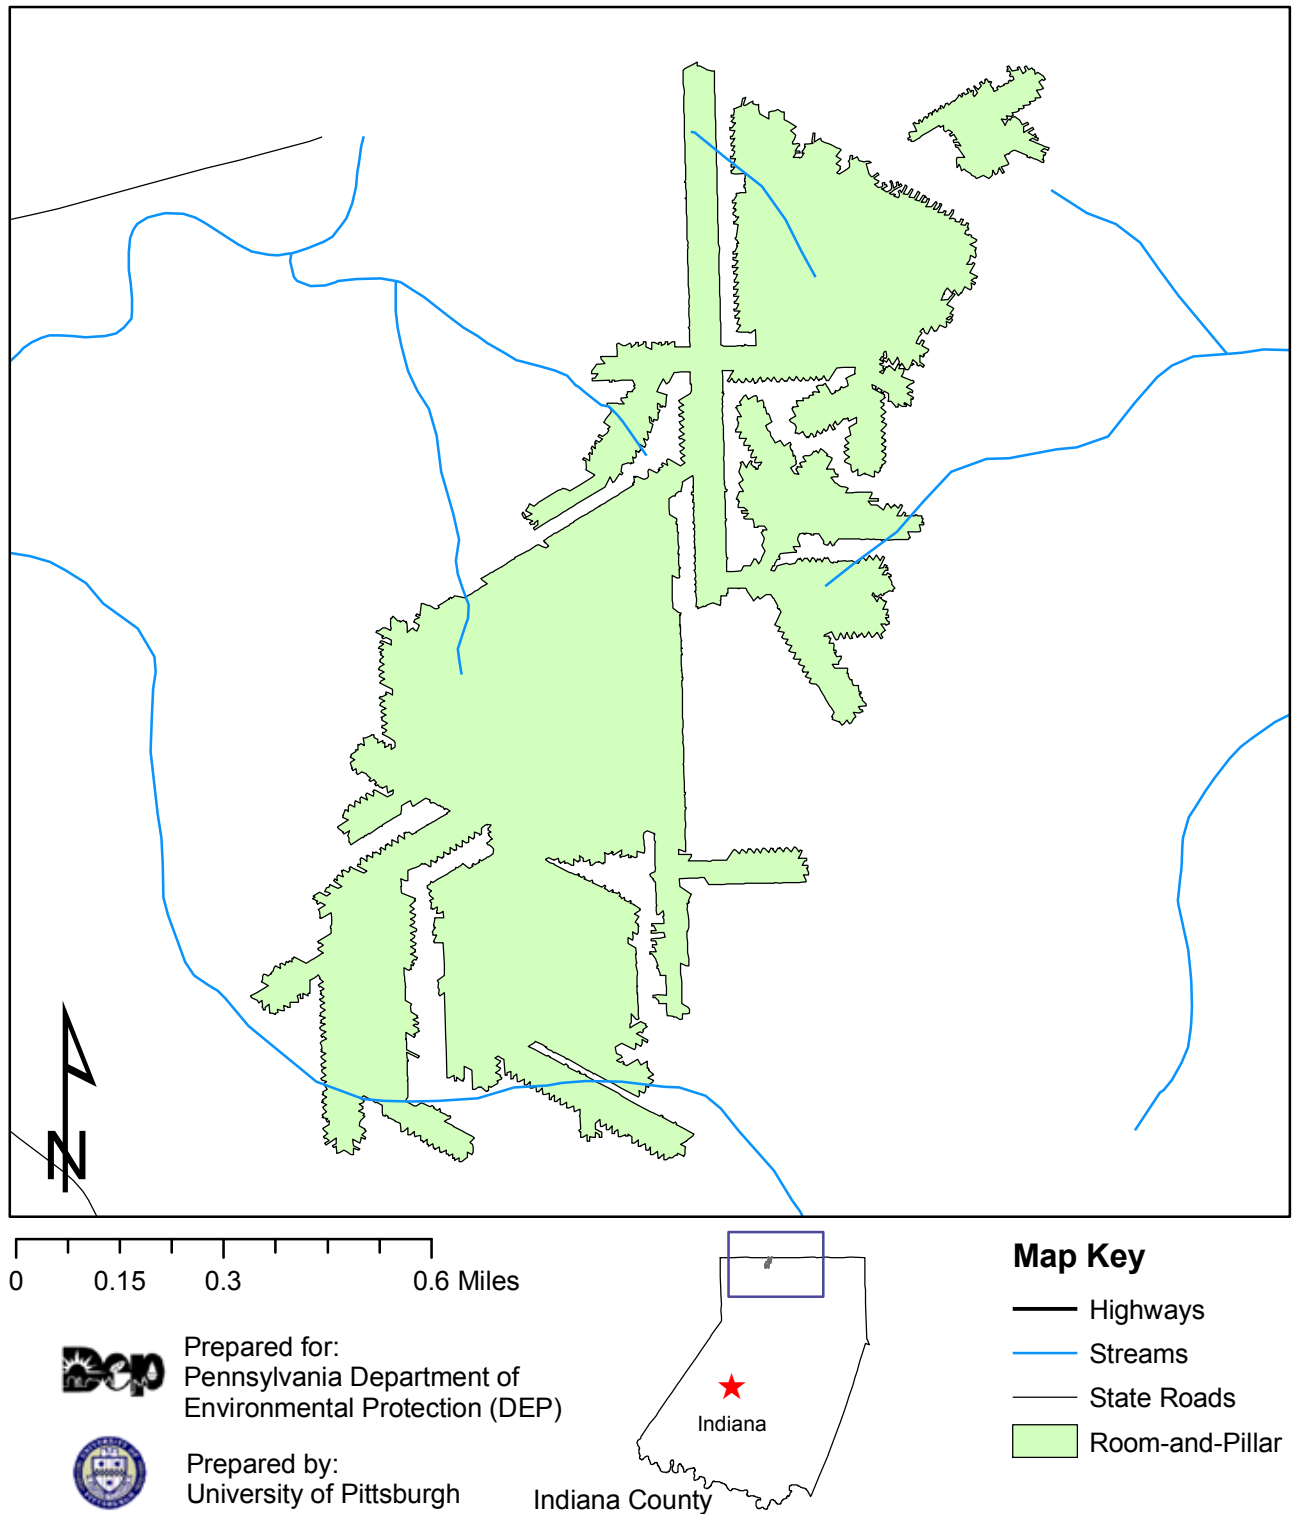 N
0 0.15 0.3 0.6 Miles
Dep
Prepared for:
Pennsylvania Department of
Environmental Protection (DEP)
Prepared by:
University of Pittsburgh
Indiana
Indiana County
Map Key
Highways
Streams
State Roads
Room-and-Pillar